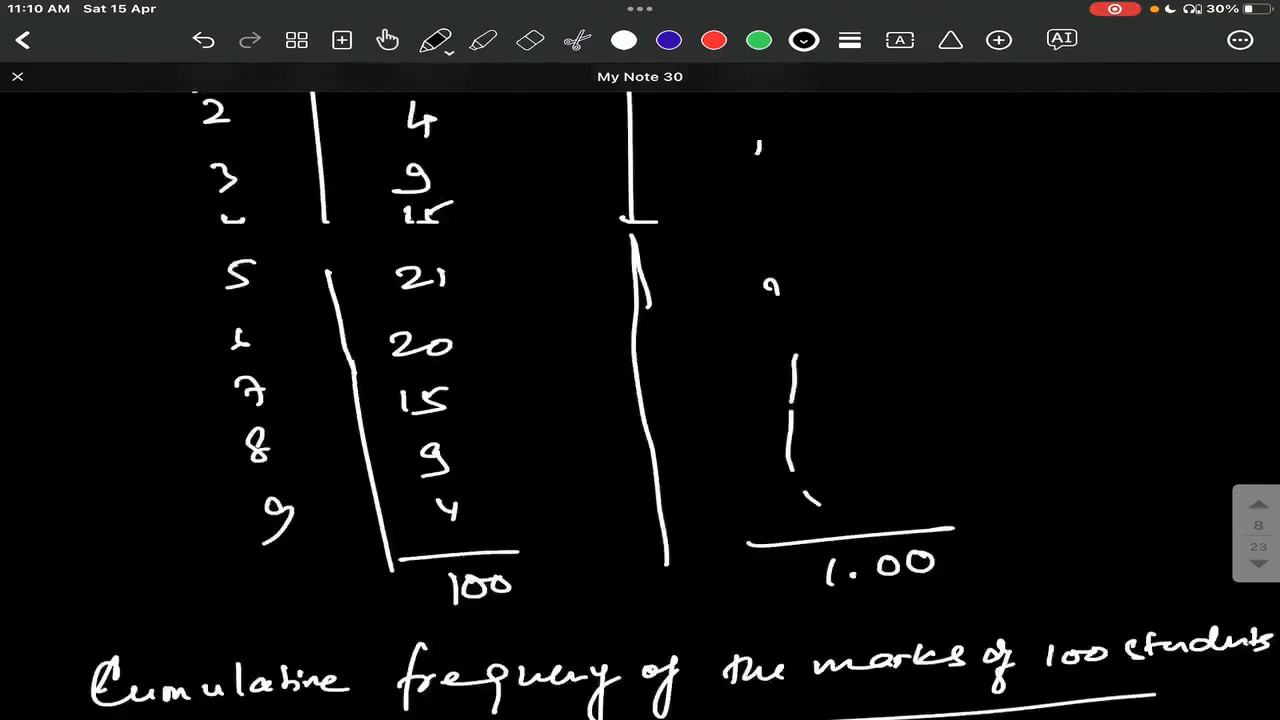 11:10 AM Sat 15 Apr
30%
A
AI
My Note 30
2 4
3 9
15
5 21
20
7 15
8 9
9 4
100 1.00
8
23
Cumulative frequency of the marks of 100 students